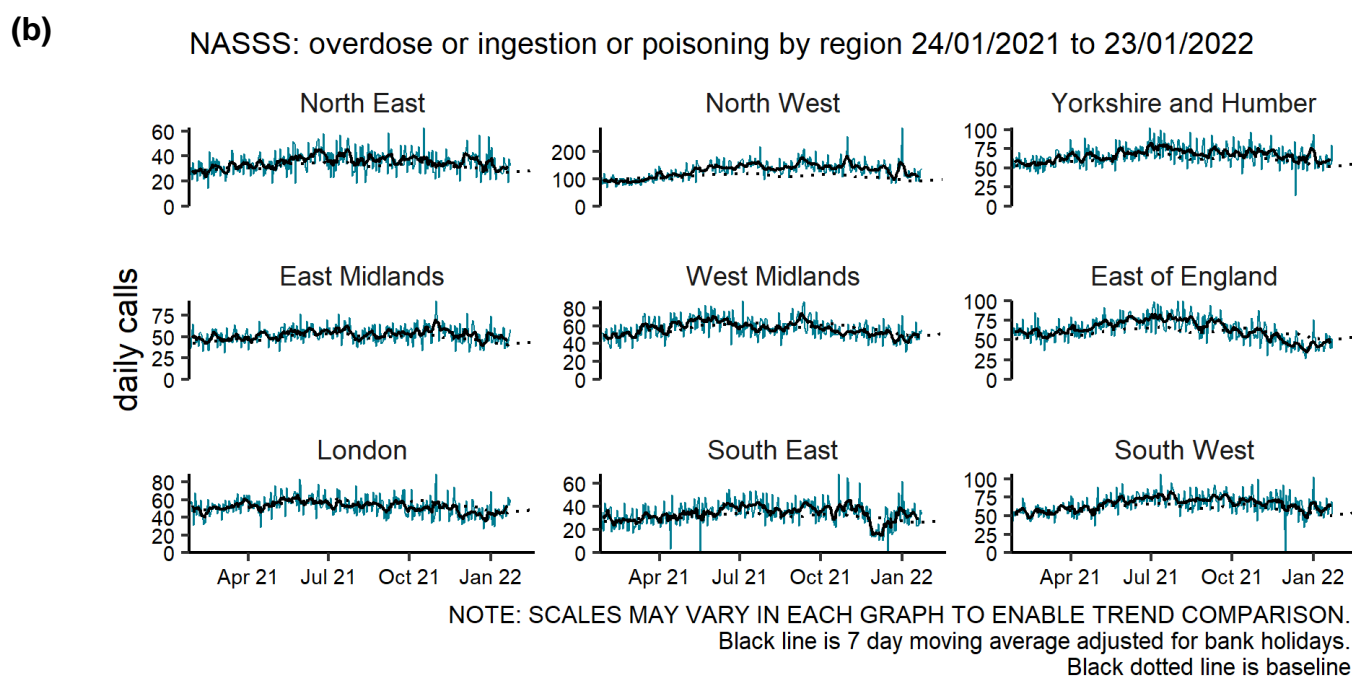 (b)
NASSS: overdose or ingestion or poisoning by region 24/01/2021 to 23/01/2022
daily calls
North East
60
40
20
0
North West
200
100
0
Yorkshire and Humber
100
75
50
25
0
East Midlands
75
50
25
0
West Midlands
80
60
40
20
0
East of England
100
75
50
25
0
London
80
60
40
20
0
Apr 21 Jul 21 Oct 21 Jan 22
South East
60
40
20
0
Apr 21 Jul 21 Oct 21 Jan 22
South West
100
75
50
25
0
Apr 21 Jul 21 Oct 21 Jan 22
NOTE: SCALES MAY VARY IN EACH GRAPH TO ENABLE TREND COMPARISON.
Black line is 7 day moving average adjusted for bank holidays.
Black dotted line is baseline